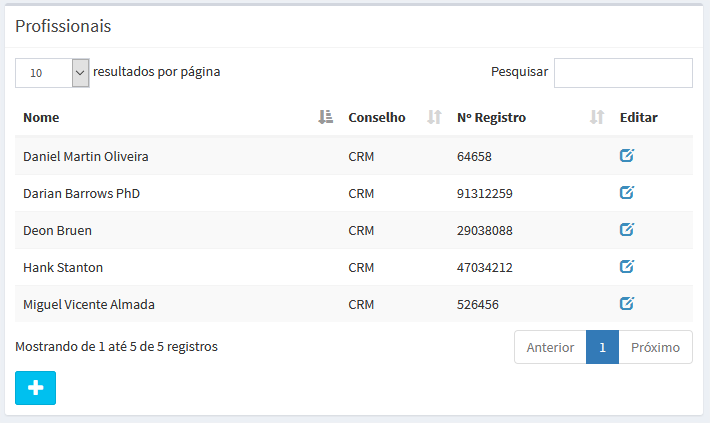 Profissionais
10 resultados por página Pesquisar
Nome Conselho Nº Registro Editar
Daniel Martin Oliveira CRM 64658
Darian Barrows PhD CRM 91312259
Deon Bruen CRM 29038088
Hank Stanton CRM 47034212
Miguel Vicente Almada CRM 526456
Mostrando de 1 até 5 de 5 registros Anterior 1 Próximo